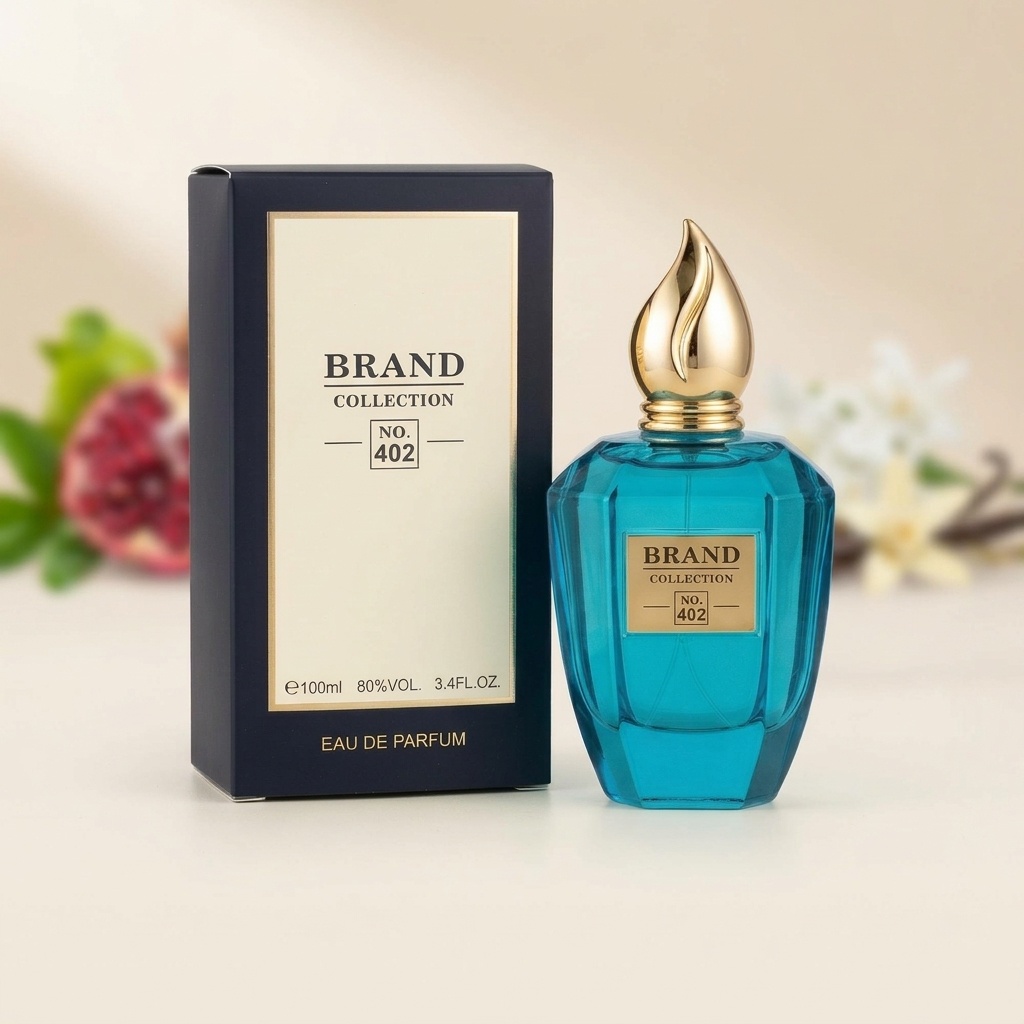 BRAND
COLLECTION
NO.
402
℮100ml 80%VOL. 3.4FL.OZ.
EAU DE PARFUM
BRAND
COLLECTION
NO.
402